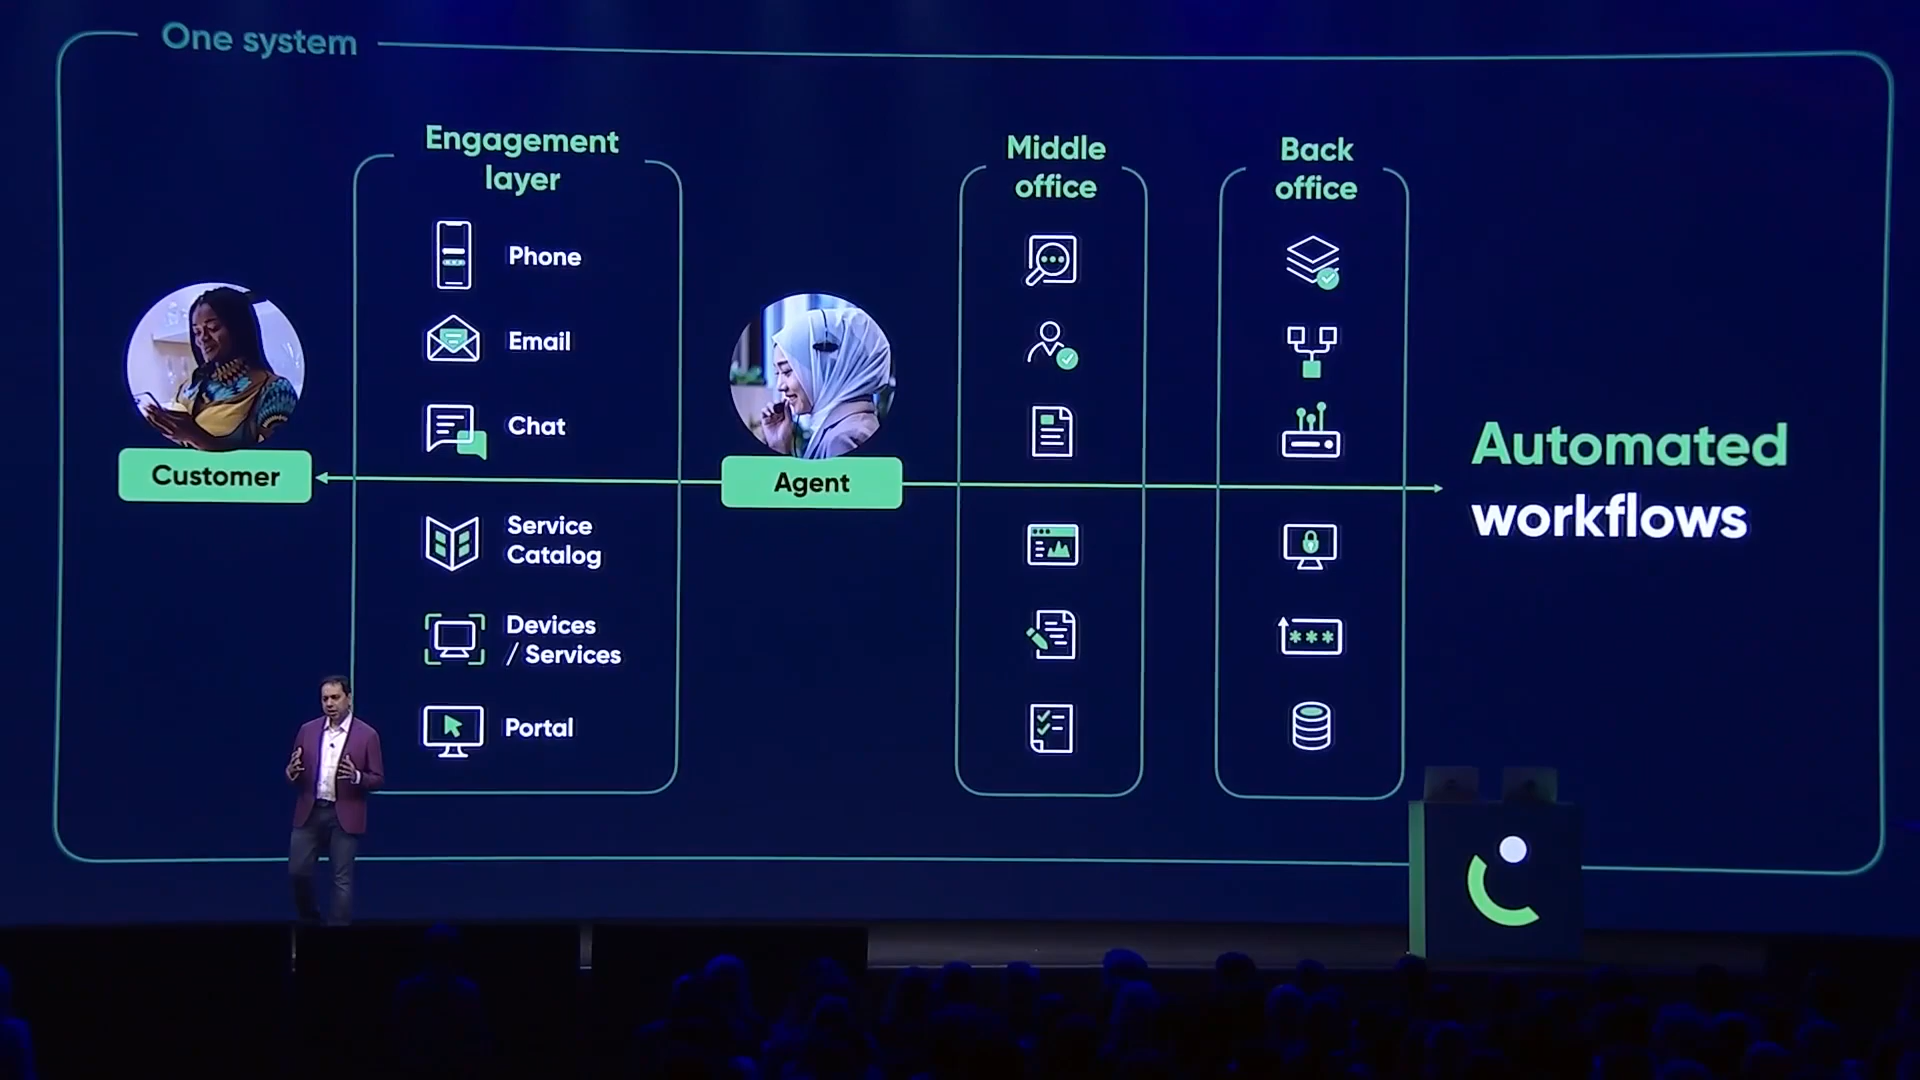 One system
Engagement
layer
Phone
Email
Chat
Service
Catalog
Devices
/ Services
Portal
Customer
Agent
Middle
office
Back
office
***
Automated
workflows